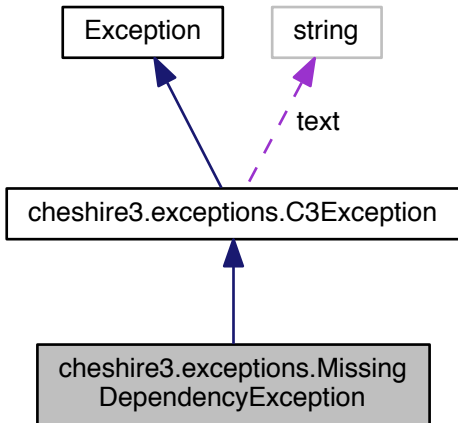 Exception
string
text
cheshire3.exceptions.C3Exception
cheshire3.exceptions.Missing
DependencyException